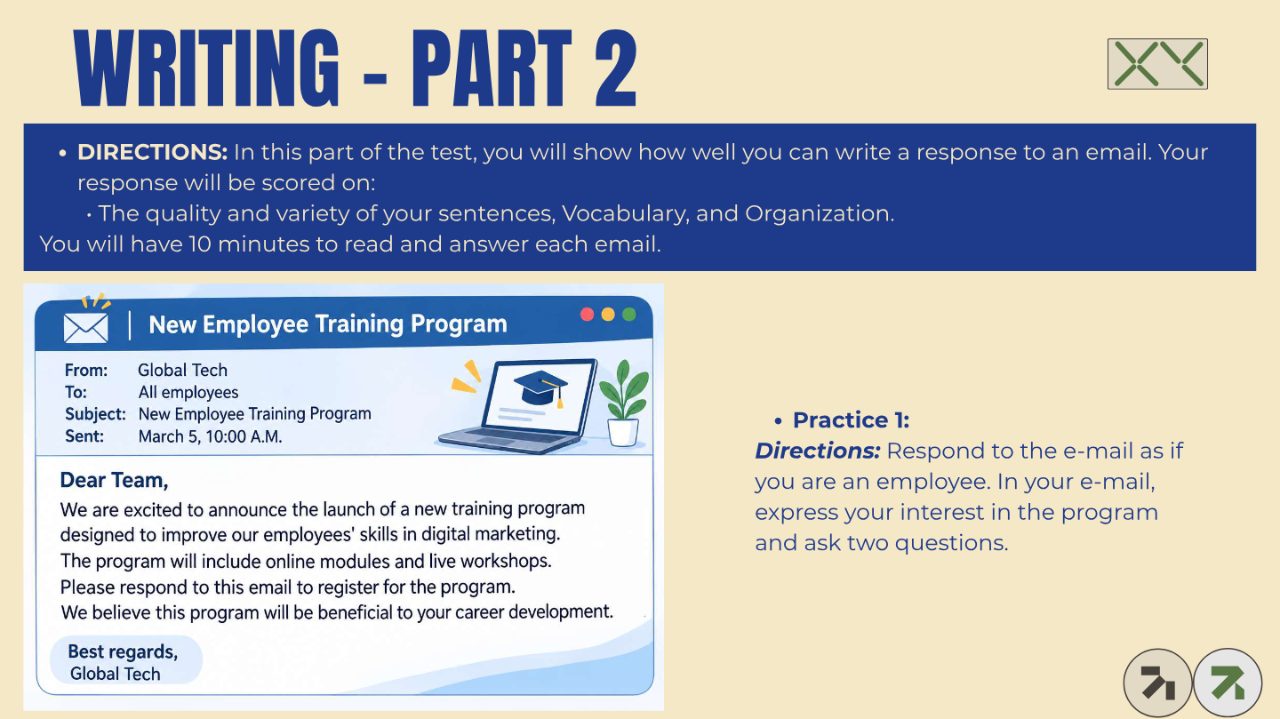 WRITING - PART 2
• DIRECTIONS: In this part of the test, you will show how well you can write a response to an email. Your
response will be scored on:
• The quality and variety of your sentences, Vocabulary, and Organization.
You will have 10 minutes to read and answer each email.
New Employee Training Program
From: Global Tech
To: All employees
Subject: New Employee Training Program
Sent: March 5, 10:00 A.M.
Dear Team,
We are excited to announce the launch of a new training program
designed to improve our employees' skills in digital marketing.
The program will include online modules and live workshops.
Please respond to this email to register for the program.
We believe this program will be beneficial to your career development.
Best regards,
Global Tech
• Practice 1:
Directions: Respond to the e-mail as if
you are an employee. In your e-mail,
express your interest in the program
and ask two questions.